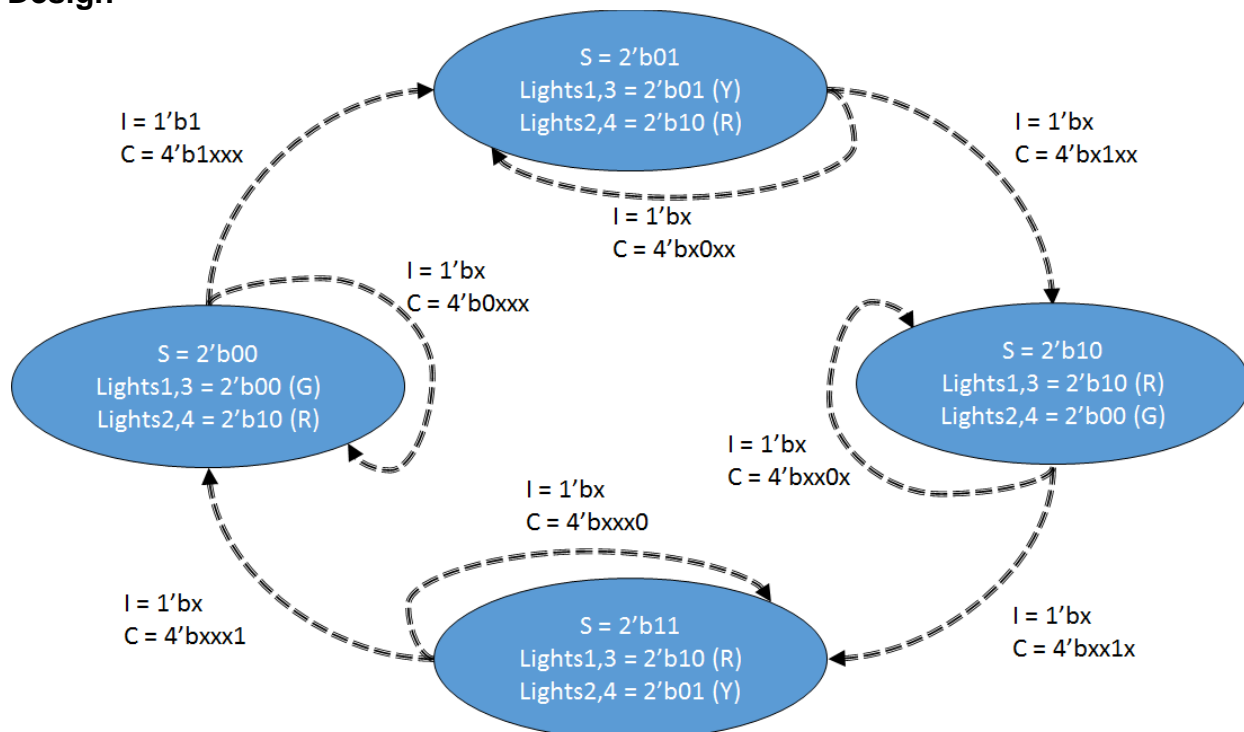 Design
S = 2'b01
Lights1,3 = 2'b01 (Y)
Lights2,4 = 2'b10 (R)
I = 1'b1
C = 4'b1xxx
I = 1'bx
C = 4'bx1xx
I = 1'bx
C = 4'bx0xx
I = 1'bx
C = 4'b0xxx
S = 2'b00
Lights1,3 = 2'b00 (G)
Lights2,4 = 2'b10 (R)
S = 2'b10
Lights1,3 = 2'b10 (R)
Lights2,4 = 2'b00 (G)
I = 1'bx
C = 4'bxx0x
I = 1'bx
C = 4'bxxx0
I = 1'bx
C = 4'bxxx1
S = 2'b11
Lights1,3 = 2'b10 (R)
Lights2,4 = 2'b01 (Y)
I = 1'bx
C = 4'bxx1x